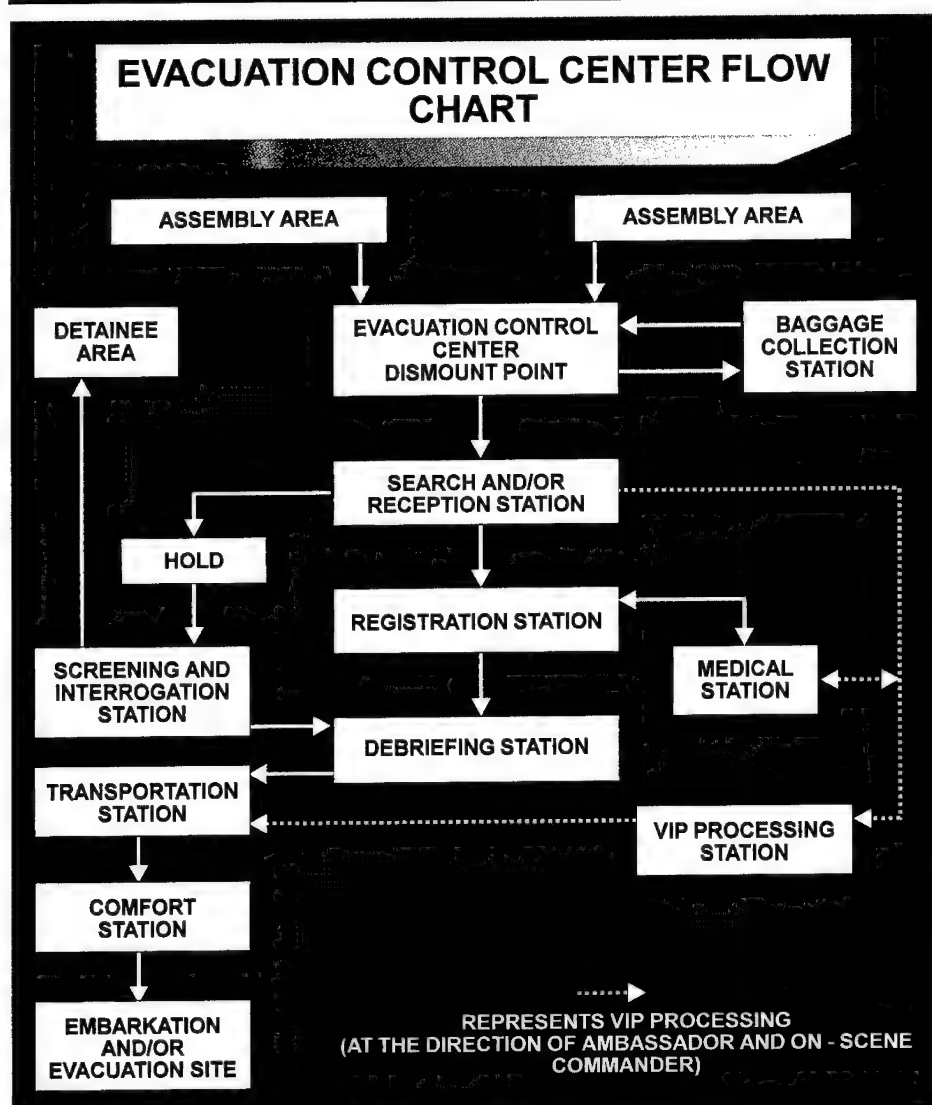 EVACUATION CONTROL CENTER FLOW
CHART
ASSEMBLY AREA
ASSEMBLY AREA
DETAINEE
AREA
EVACUATION CONTROL
CENTER
DISMOUNT POINT
BAGGAGE
COLLECTION
STATION
SEARCH AND/OR
RECEPTION STATION
HOLD
REGISTRATION STATION
SCREENING AND
INTERROGATION
STATION
MEDICAL
STATION
DEBRIEFING STATION
TRANSPORTATION
STATION
VIP PROCESSING
STATION
COMFORT
STATION
EMBARKATION
AND/OR
EVACUATION SITE
REPRESENTS VIP PROCESSING
(AT THE DIRECTION OF AMBASSADOR AND ON - SCENE
COMMANDER)